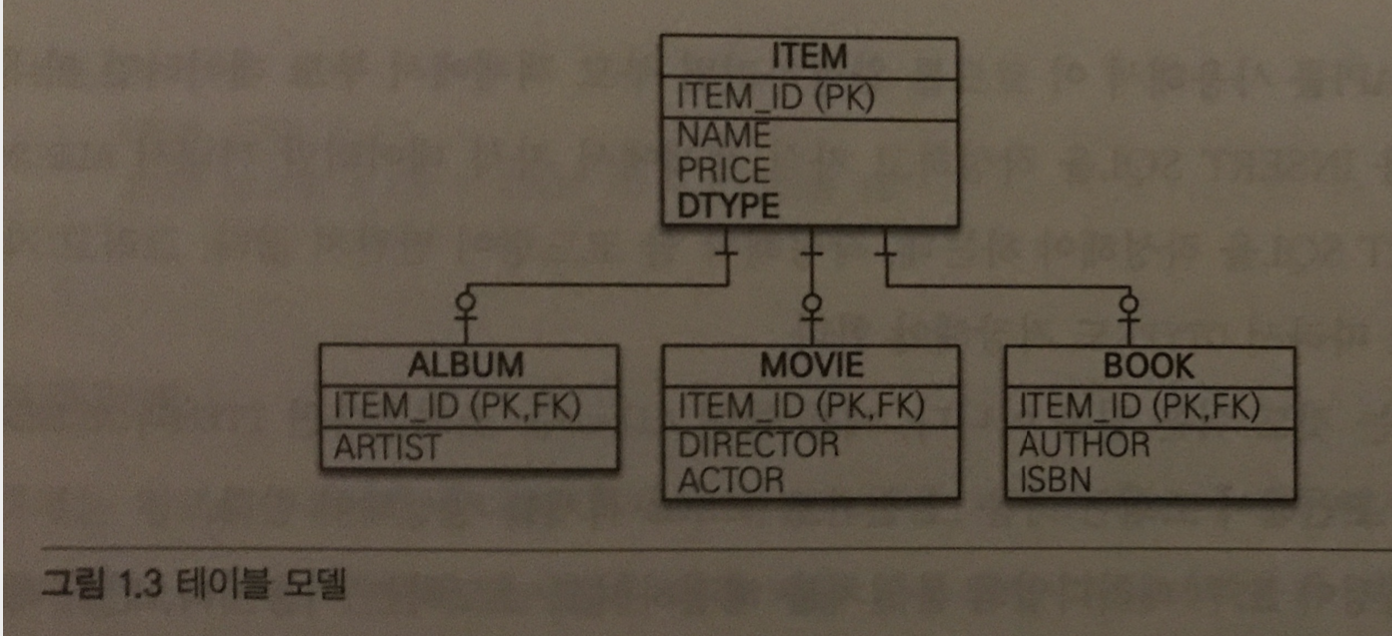 ITEM
ITEM_ID (PK)
NAME
PRICE
DTYPE
ALBUM
ITEM_ID (PK,FK)
ARTIST
MOVIE
ITEM_ID (PK,FK)
DIRECTOR
ACTOR
BOOK
ITEM_ID (PK,FK)
AUTHOR
ISBN
그림 1.3 테이블 모델